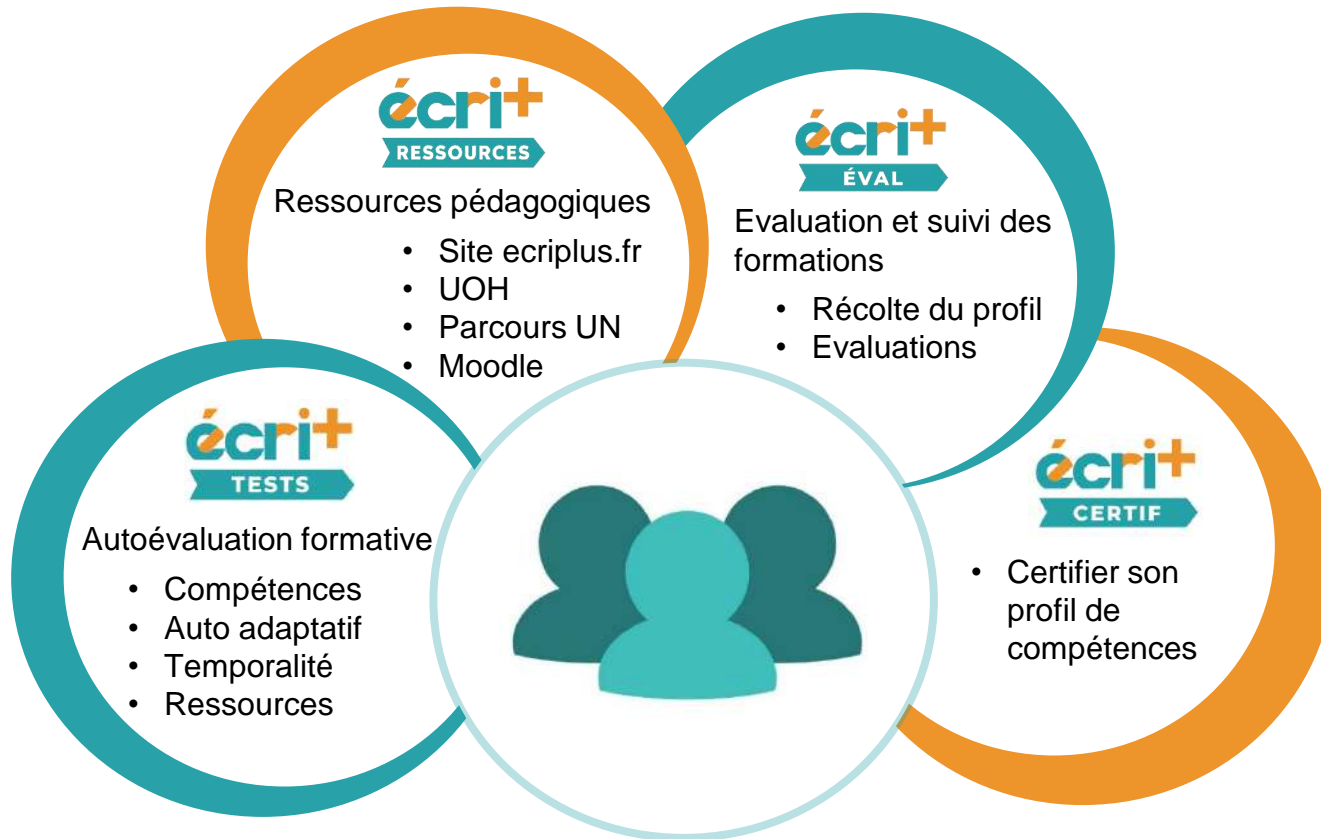 écri+
RESSOURCES
Ressources pédagogiques
• Site ecriplus.fr
• UOH
• Parcours UN
• Moodle
écri+
ÉVAL
Evaluation et suivi des
formations
• Récolte du profil
• Evaluations
écri+
TESTS
Autoévaluation formative
• Compétences
• Auto adaptatif
• Temporalité
• Ressources
écri+
CERTIF
• Certifier son
profil de
compétences